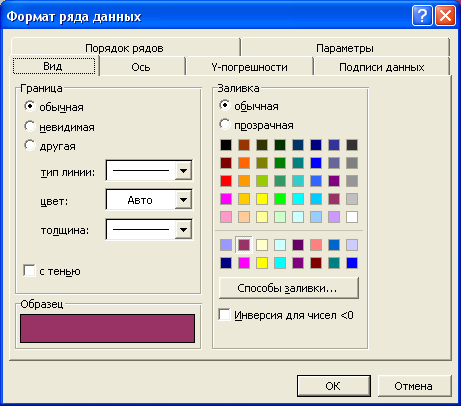 Формат ряда данных
Порядок рядов
Параметры
Вид
Ось
Y-погрешности
Подписи данных
Граница
обычная
невидимая
другая
тип линии:
цвет:
Авто
толщина:
с тенью
Образец
Заливка
обычная
прозрачная
Способы заливки...
Инверсия для чисел <0
ОК
Отмена